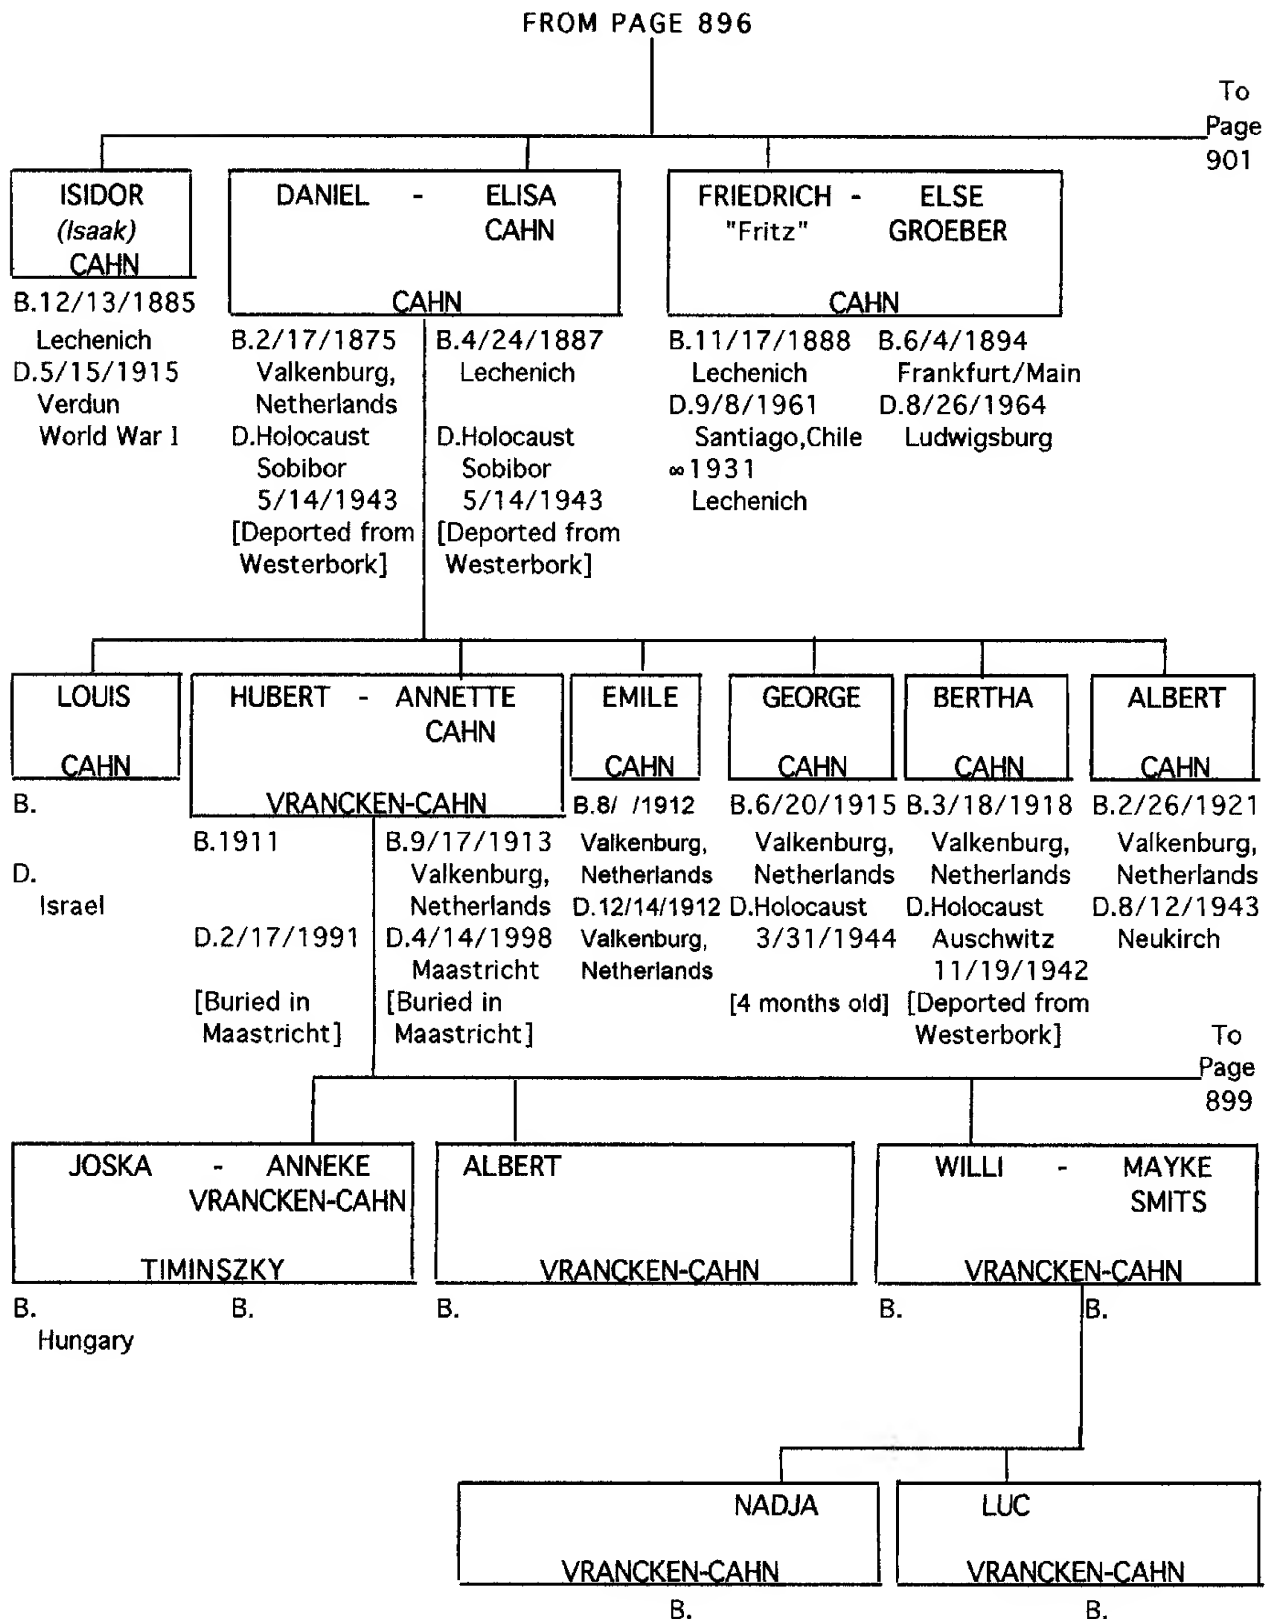 FROM PAGE 896
To
Page
901
ISIDOR
(Isaak)
CAHN
B.12/13/1885
Lechenich
D.5/15/1915
Verdun
World War I
DANIEL - ELISA
CAHN
CAHN
B.2/17/1875
Valkenburg,
Netherlands
D.Holocaust
Sobibor
5/14/1943
[Deported from
Westerbork]
B.4/24/1887
Lechenich
D.Holocaust
Sobibor
5/14/1943
[Deported from
Westerbork]
FRIEDRICH - ELSE
"Fritz" GROEBER
CAHN
B.11/17/1888
Lechenich
D.9/8/1961
Santiago,Chile
∞1931
Lechenich
B.6/4/1894
Frankfurt/Main
D.8/26/1964
Ludwigsburg
LOUIS
CAHN
B.
D.
Israel
HUBERT - ANNETTE
CAHN
VRANCKEN-CAHN
B.1911
D.2/17/1991
[Buried in
Maastricht]
B.9/17/1913
Valkenburg,
Netherlands
D.4/14/1998
Maastricht
[Buried in
Maastricht]
EMILE
CAHN
B.8/ /1912
Valkenburg,
Netherlands
D.12/14/1912
Valkenburg,
Netherlands
GEORGE
CAHN
B.6/20/1915
Valkenburg,
Netherlands
D.Holocaust
3/31/1944
[4 months old]
BERTHA
CAHN
B.3/18/1918
Valkenburg,
Netherlands
D.Holocaust
Auschwitz
11/19/1942
[Deported from
Westerbork]
ALBERT
CAHN
B.2/26/1921
Valkenburg,
Netherlands
D.8/12/1943
Neukirch
To
Page
899
JOSKA - ANNEKE
VRANCKEN-CAHN
TIMINSZKY
B. B.
Hungary
ALBERT
VRANCKEN-CAHN
B.
WILLI - MAYKE
SMITS
VRANCKEN-CAHN
B. B.
NADJA
VRANCKEN-CAHN
B.
LUC
VRANCKEN-CAHN
B.